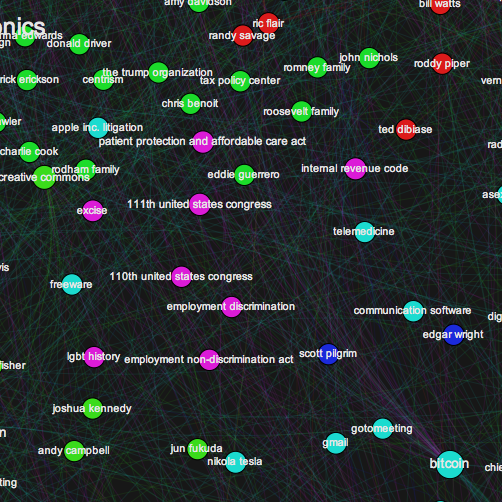 amy davidson
bill watts
ric flair
onics
randy savage
edwards
donald driver
john nichols
romney family
roddy piper
the trump organization
rick erickson
centrism
tax policy center
vern
chris benoit
roosevelt family
wler
apple inc. litigation
ted dibiase
patient protection and affordable care act
rad
charlie cook
rodham family
internal revenue code
creative commons
eddie guerrero
ase
111th united states congress
excise
telemedicine
vis
110th united states congress
freeware
employment discrimination
communication software
dig
edgar wright
scott pilgrim
lgbt history
employment non-discrimination act
fisher
joshua kennedy
gotomeeting
n
gmail
andy campbell
jun fukuda
nikola tesla
bitcoin
chie
ting